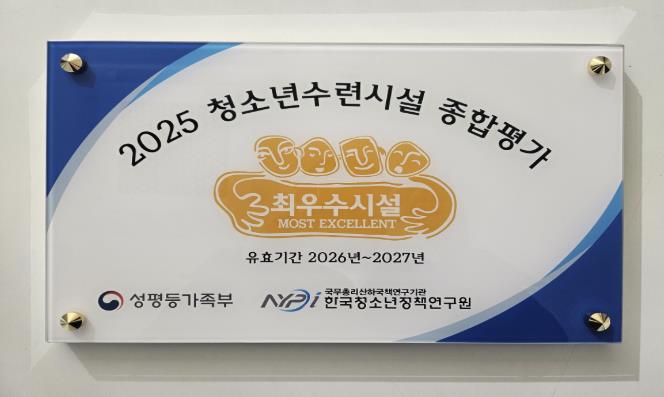 2025 청소년수련시설 종합평가
최우수시설
MOST EXCELLENT
유효기간 2026년~2027년
성평등가족부
NYPi 국무총리산하국책연구기관
한국청소년정책연구원